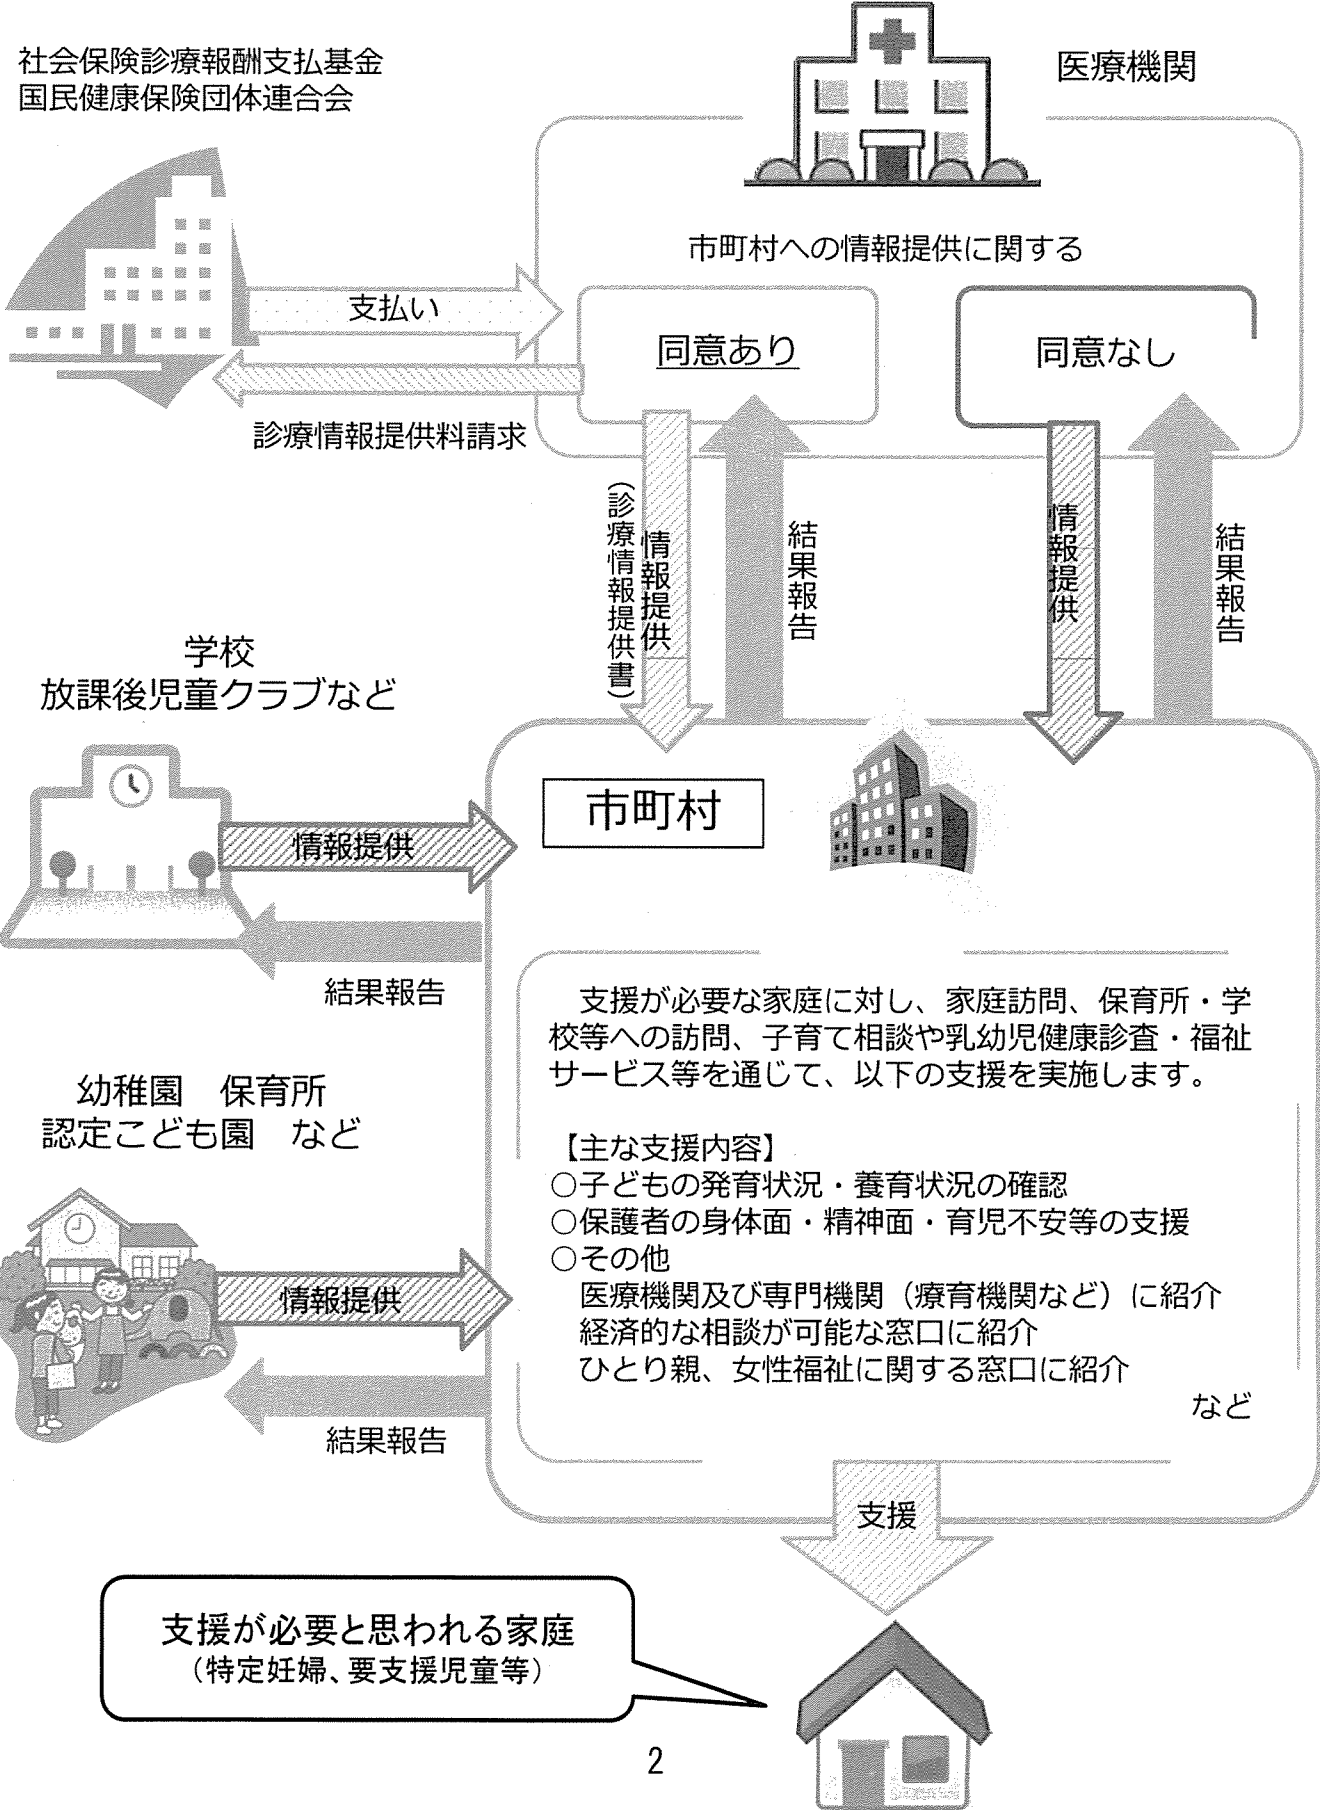 社会保険診療報酬支払基金
国民健康保険団体連合会
医療機関
市町村への情報提供に関する
支払い
同意あり
同意なし
診療情報提供料請求
(診療情報提供書)
情報提供
結果報告
情報提供
結果報告
学校
放課後児童クラブなど
市町村
情報提供
結果報告
支援が必要な家庭に対し、家庭訪問、保育所・学
校等への訪問、子育て相談や乳幼児健康診査・福祉
サービス等を通じて、以下の支援を実施します。
幼稚園　保育所
認定こども園　など
【主な支援内容】
○子どもの発育状況・養育状況の確認
○保護者の身体面・精神面・育児不安等の支援
○その他
医療機関及び専門機関（療育機関など）に紹介
経済的な相談が可能な窓口に紹介
ひとり親、女性福祉に関する窓口に紹介
など
情報提供
結果報告
支援
支援が必要と思われる家庭
（特定妊婦、要支援児童等）
2